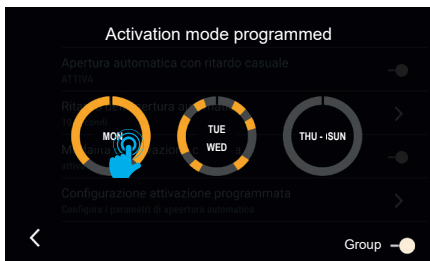 Activation mode programmed
Apertura automatica con ritardo casuale
ATTIVA
MON
TUE
WED
THU - SUN
Configurazione attivazione programmata
Configura i parametri di apeertura automatica
Group